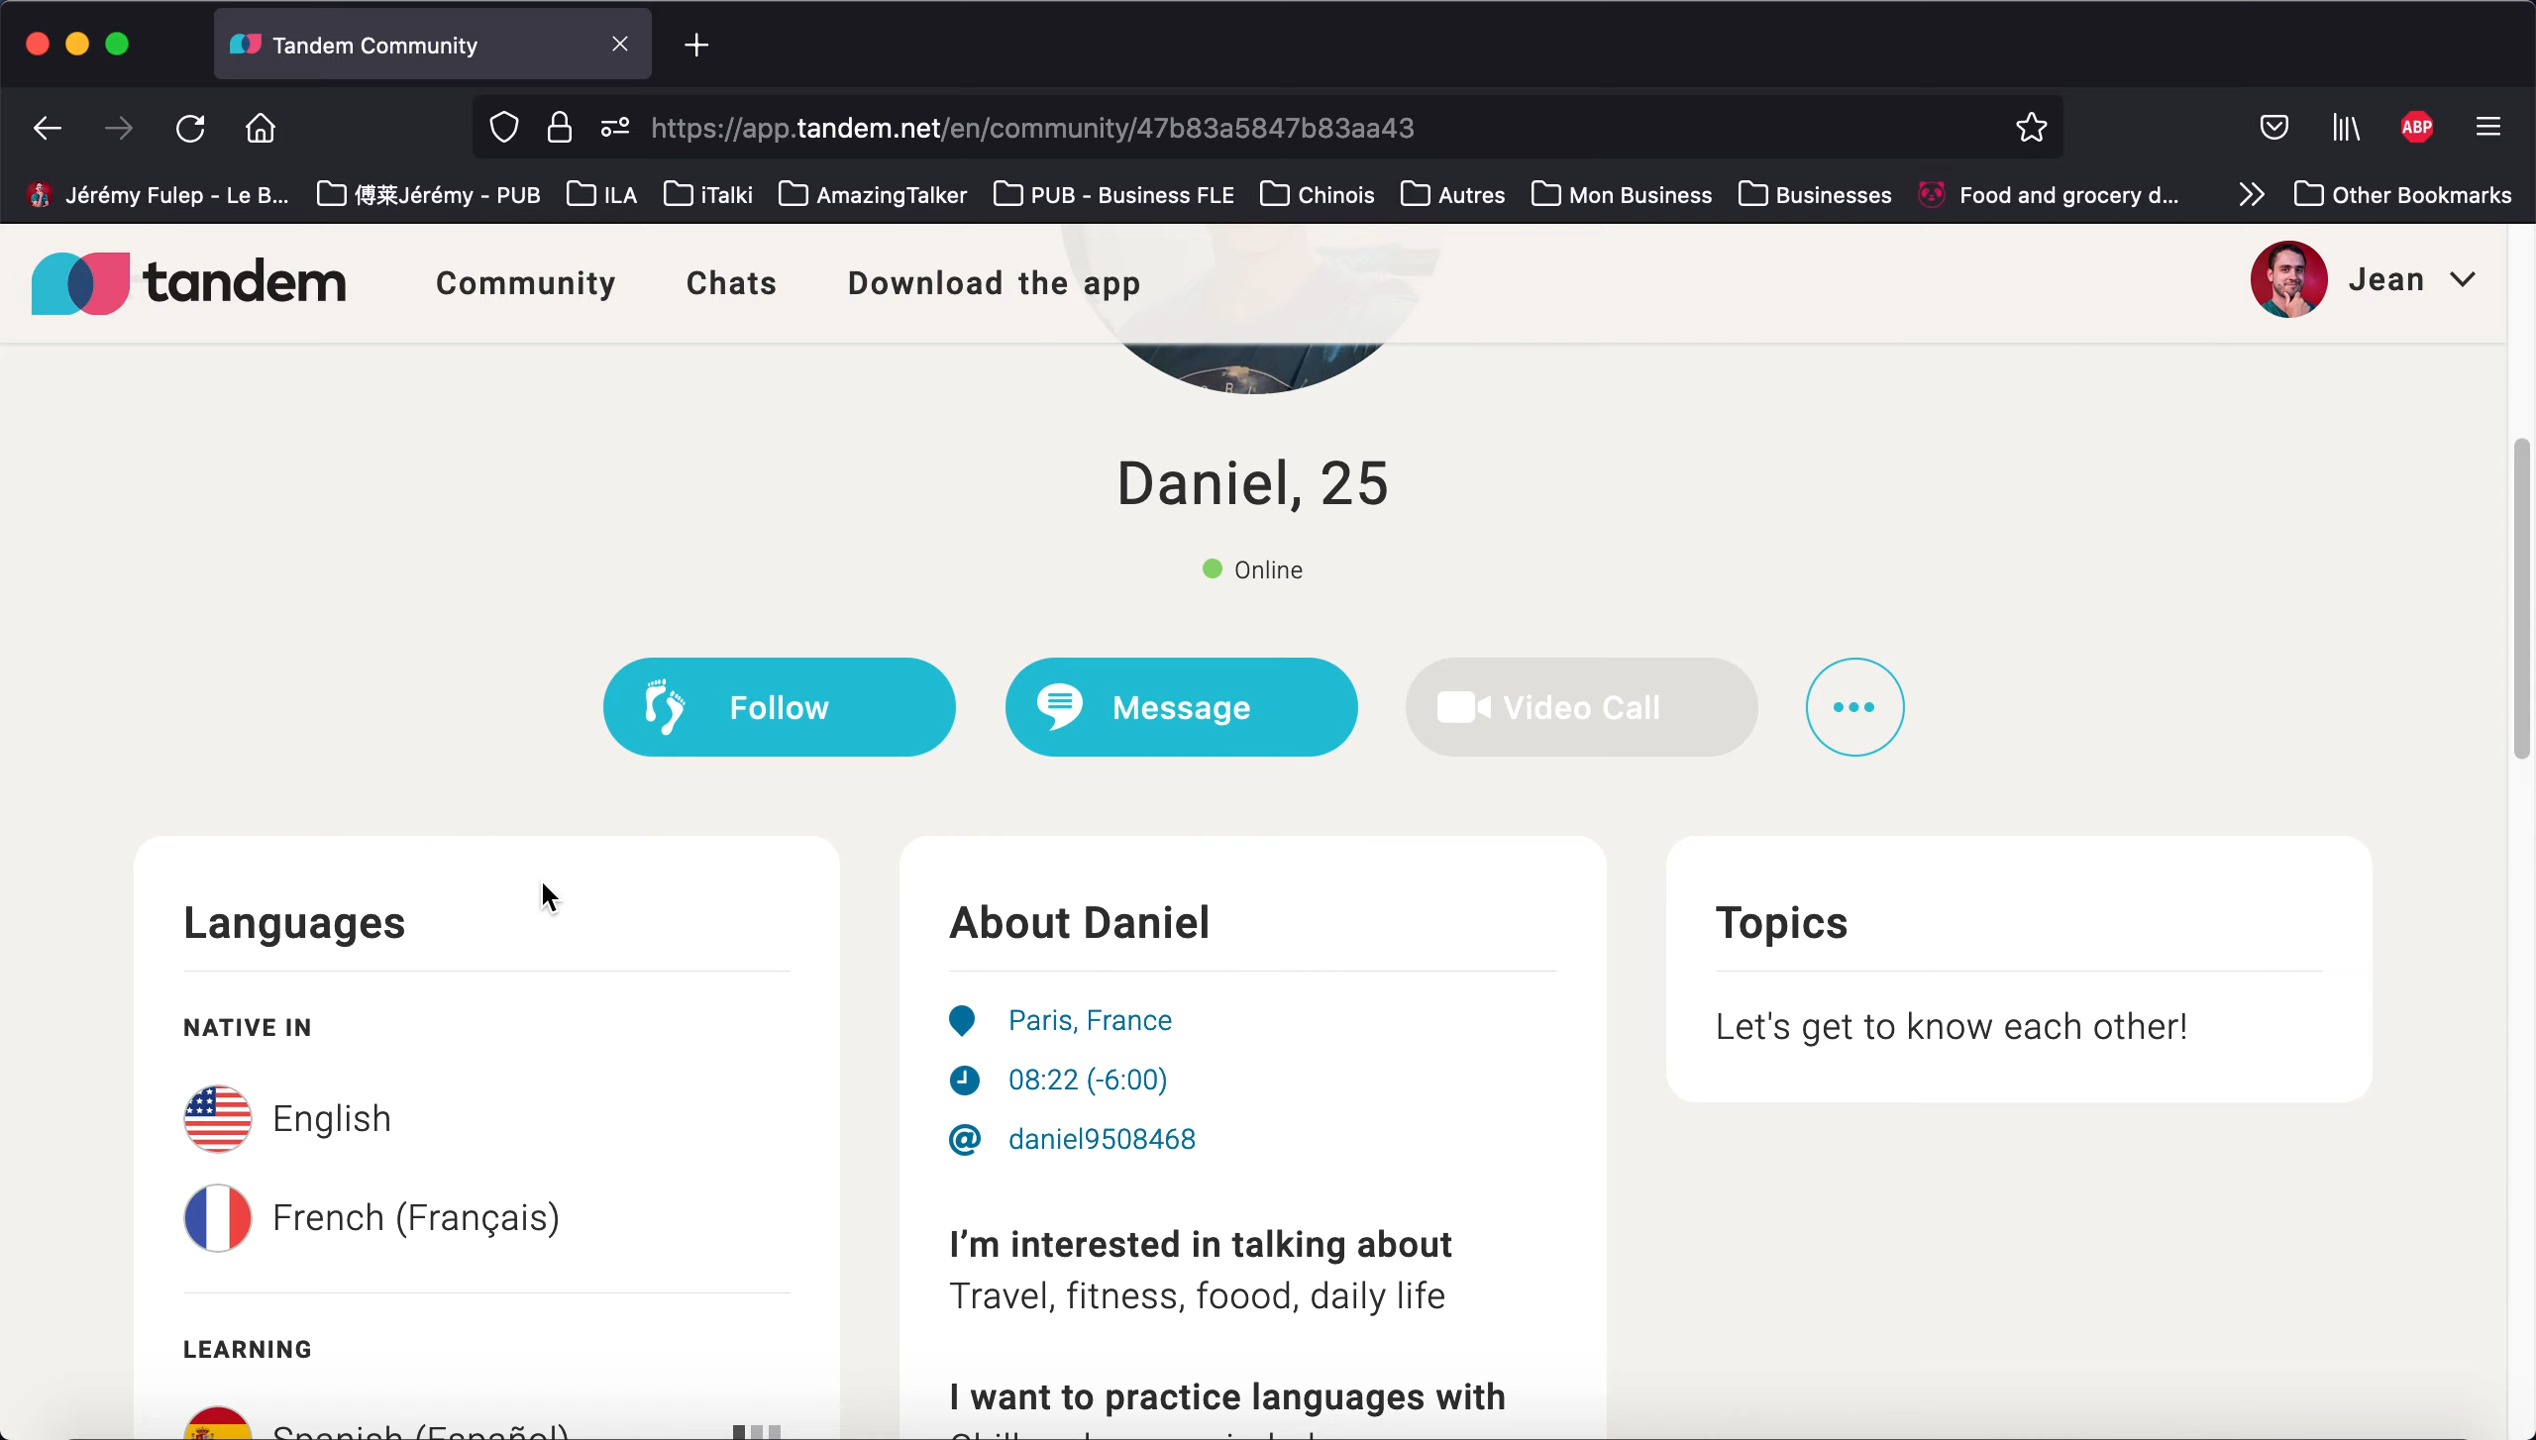 Tandem Community
https://app.tandem.net/en/community/47b83a5847b83aa43
ABP
Jérémy Fulep - Le B...
傅莱Jérémy - PUB
ILA
iTalki
AmazingTalker
PUB - Business FLE
Chinois
Autres
Mon Business
Businesses
Food and grocery d...
Other Bookmarks
tandem
Community
Chats
Download the app
Jean
Daniel, 25
Online
Follow
Message
Video Call
Languages
NATIVE IN
English
French (Français)
LEARNING
Spanish (Español)
About Daniel
Paris, France
08:22 (-6:00)
daniel9508468
I'm interested in talking about
Travel, fitness, foood, daily life
I want to practice languages with
Topics
Let's get to know each other!